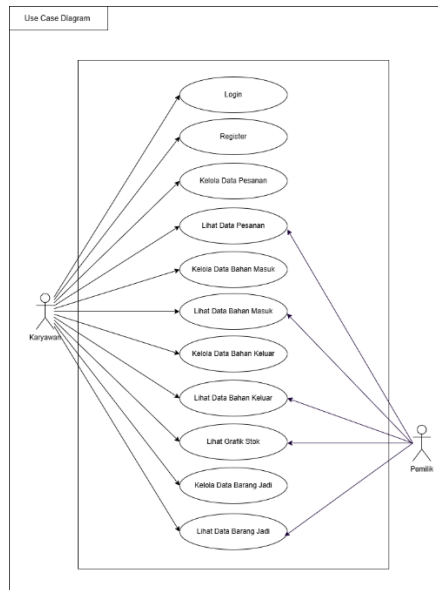 Use Case Diagram
Login
Register
Kelola Data Pesanan
Lihat Data Pesanan
Kelola Data Bahan Masuk
Lihat Data Bahan Masuk
Karyawan
Kelola Data Bahan Keluar
Lihat Data Bahan Keluar
Lihat Grafik Stok
Pemilik
Kelola Data Barang Jadi
Lihat Data Barang Jadi